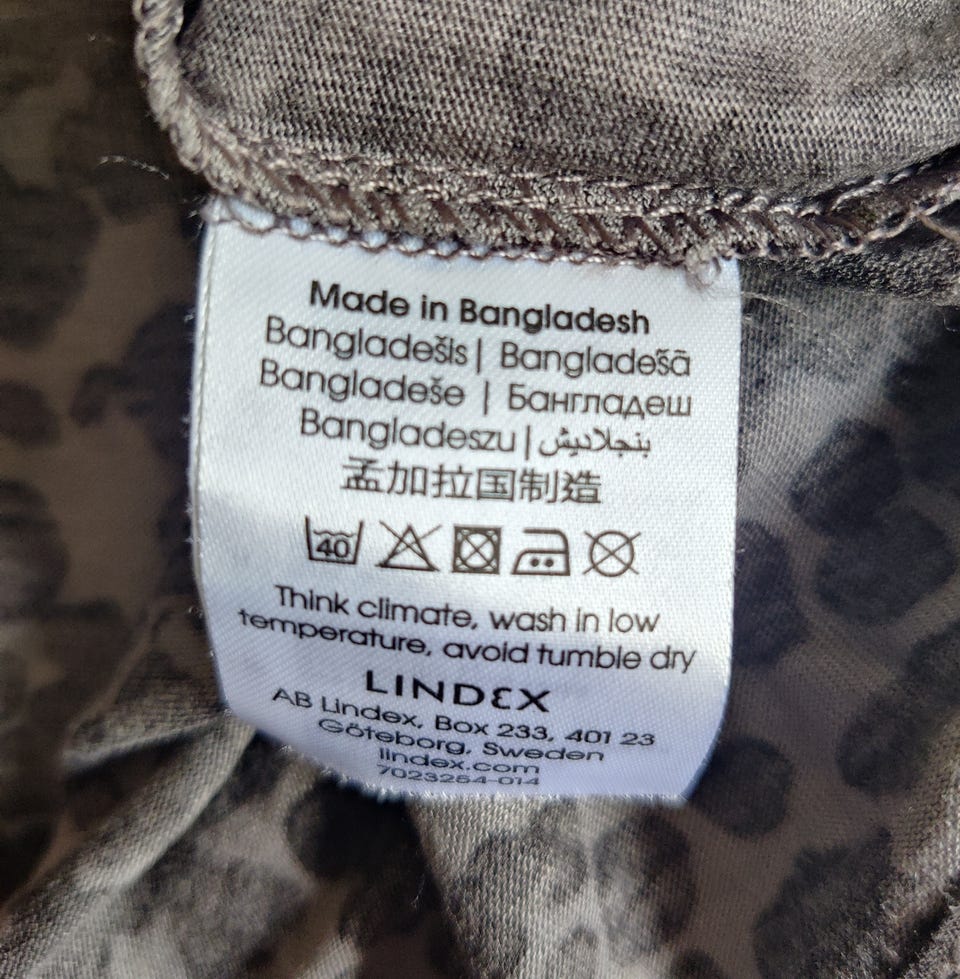 Made in Bangladesh
Bangladešis | Bangladešā
Bangladeše | Бангладеш
Bangladeszu | بنجلاديش
孟加拉国制造
40
Think climate, wash in low
temperature, avoid tumble dry
LINDEX
AB Lindex, Box 233, 401 23
Göteborg, Sweden
lindex.com
7023254-014